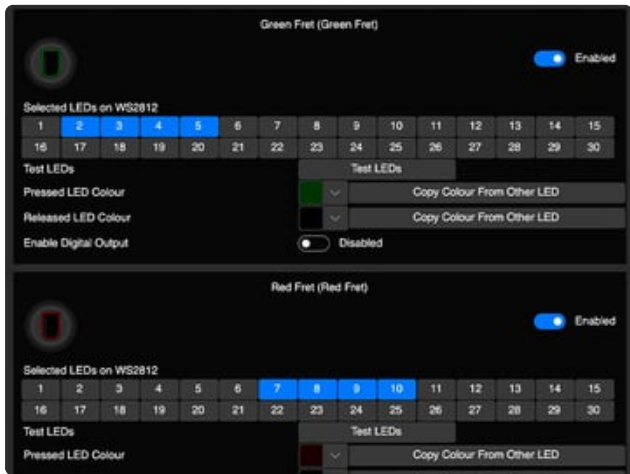 Green Fret (Green Fret)
Enabled
Selected LEDs on WS2812
1 2 3 4 5 6 7 8 9 10 11 12 13 14 15
16 17 18 19 20 21 22 23 24 25 26 27 28 29 30
Test LEDs Test LEDs
Pressed LED Colour Copy Colour From Other LED
Released LED Colour Copy Colour From Other LED
Enable Digital Output Disabled
Red Fret (Red Fret)
Enabled
Selected LEDs on WS2812
1 2 3 4 5 6 7 8 9 10 11 12 13 14 15
16 17 18 19 20 21 22 23 24 25 26 27 28 29 30
Test LEDs Test LEDs
Pressed LED Colour Copy Colour From Other LED